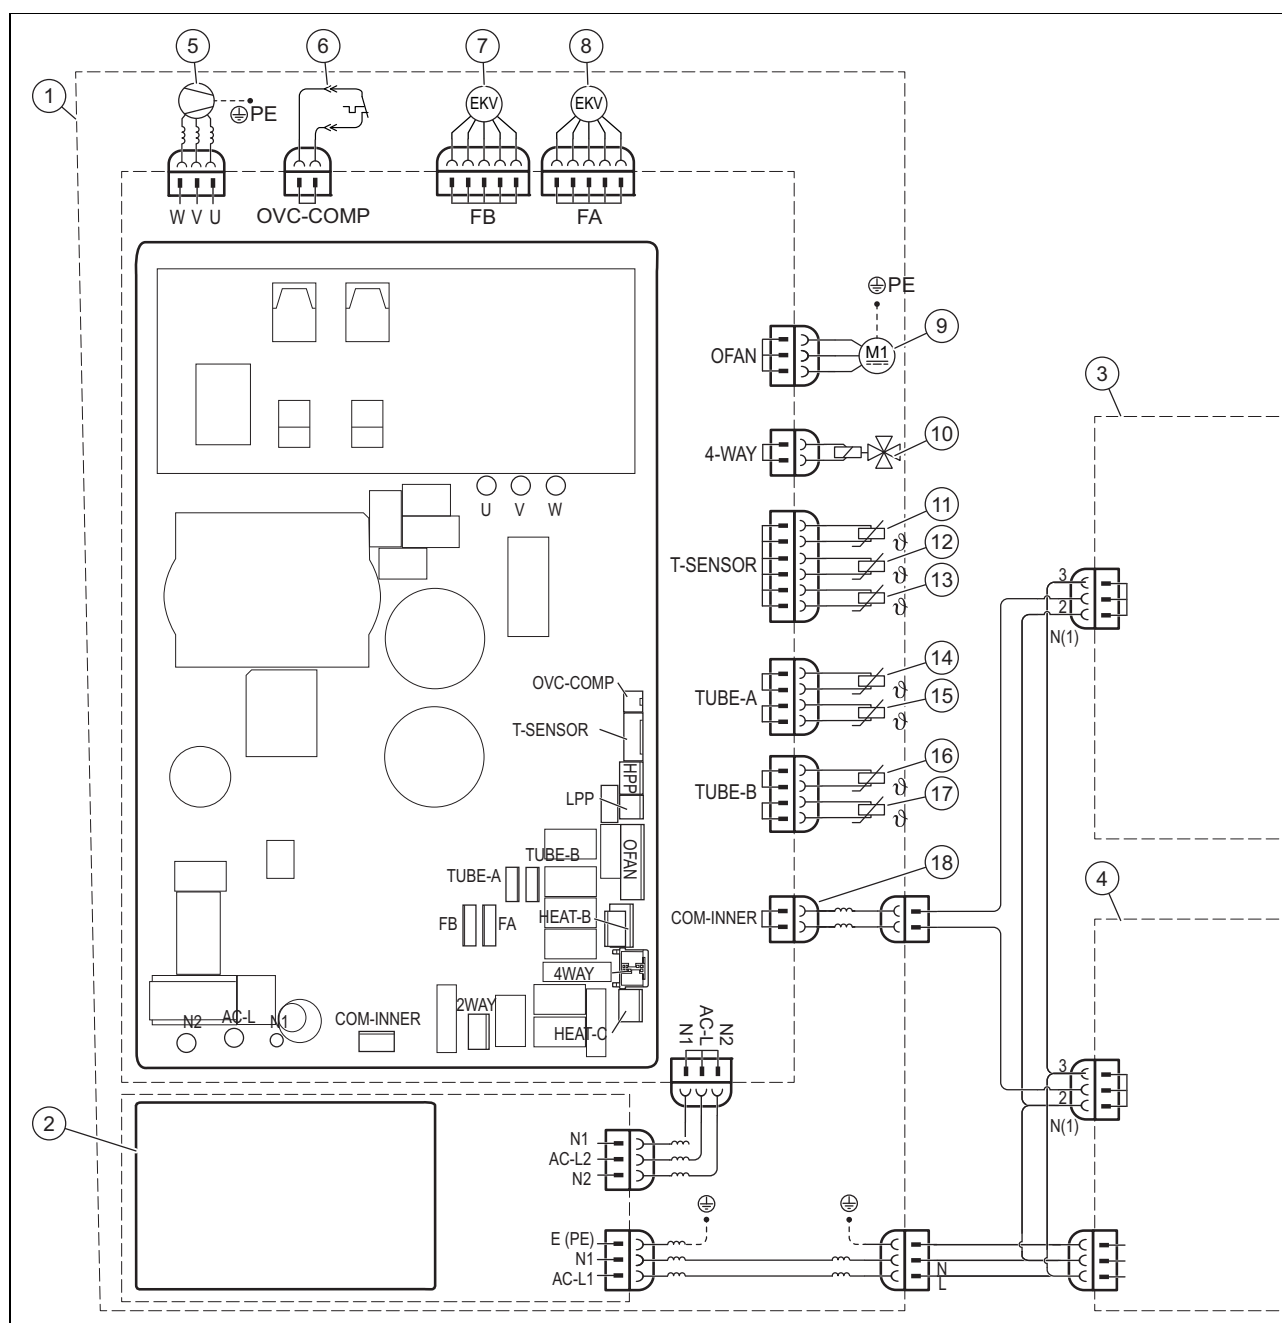 5
6
7
8
1
EKV
EKV
PE
W V U
OVC-COMP
FB
FA
PE
9
OFAN
M1
3
4-WAY
10
U V W
11
T-SENSOR
ϑ
12
ϑ
13
ϑ
3
2
N(1)
14
TUBE-A
ϑ
15
ϑ
OVC-COMP
T-SENSOR
HPP
LPP
16
TUBE-B
ϑ
17
ϑ
OFAN
TUBE-B
TUBE-A
18
4
FB
FA
HEAT-B
COM-INNER
4WAY
2WAY
HEAT-C
N2
AC-L
N1
COM-INNER
N1
AC-L
N2
3
2
N(1)
2
N1
AC-L2
N2
E (PE)
N1
AC-L1
N
L